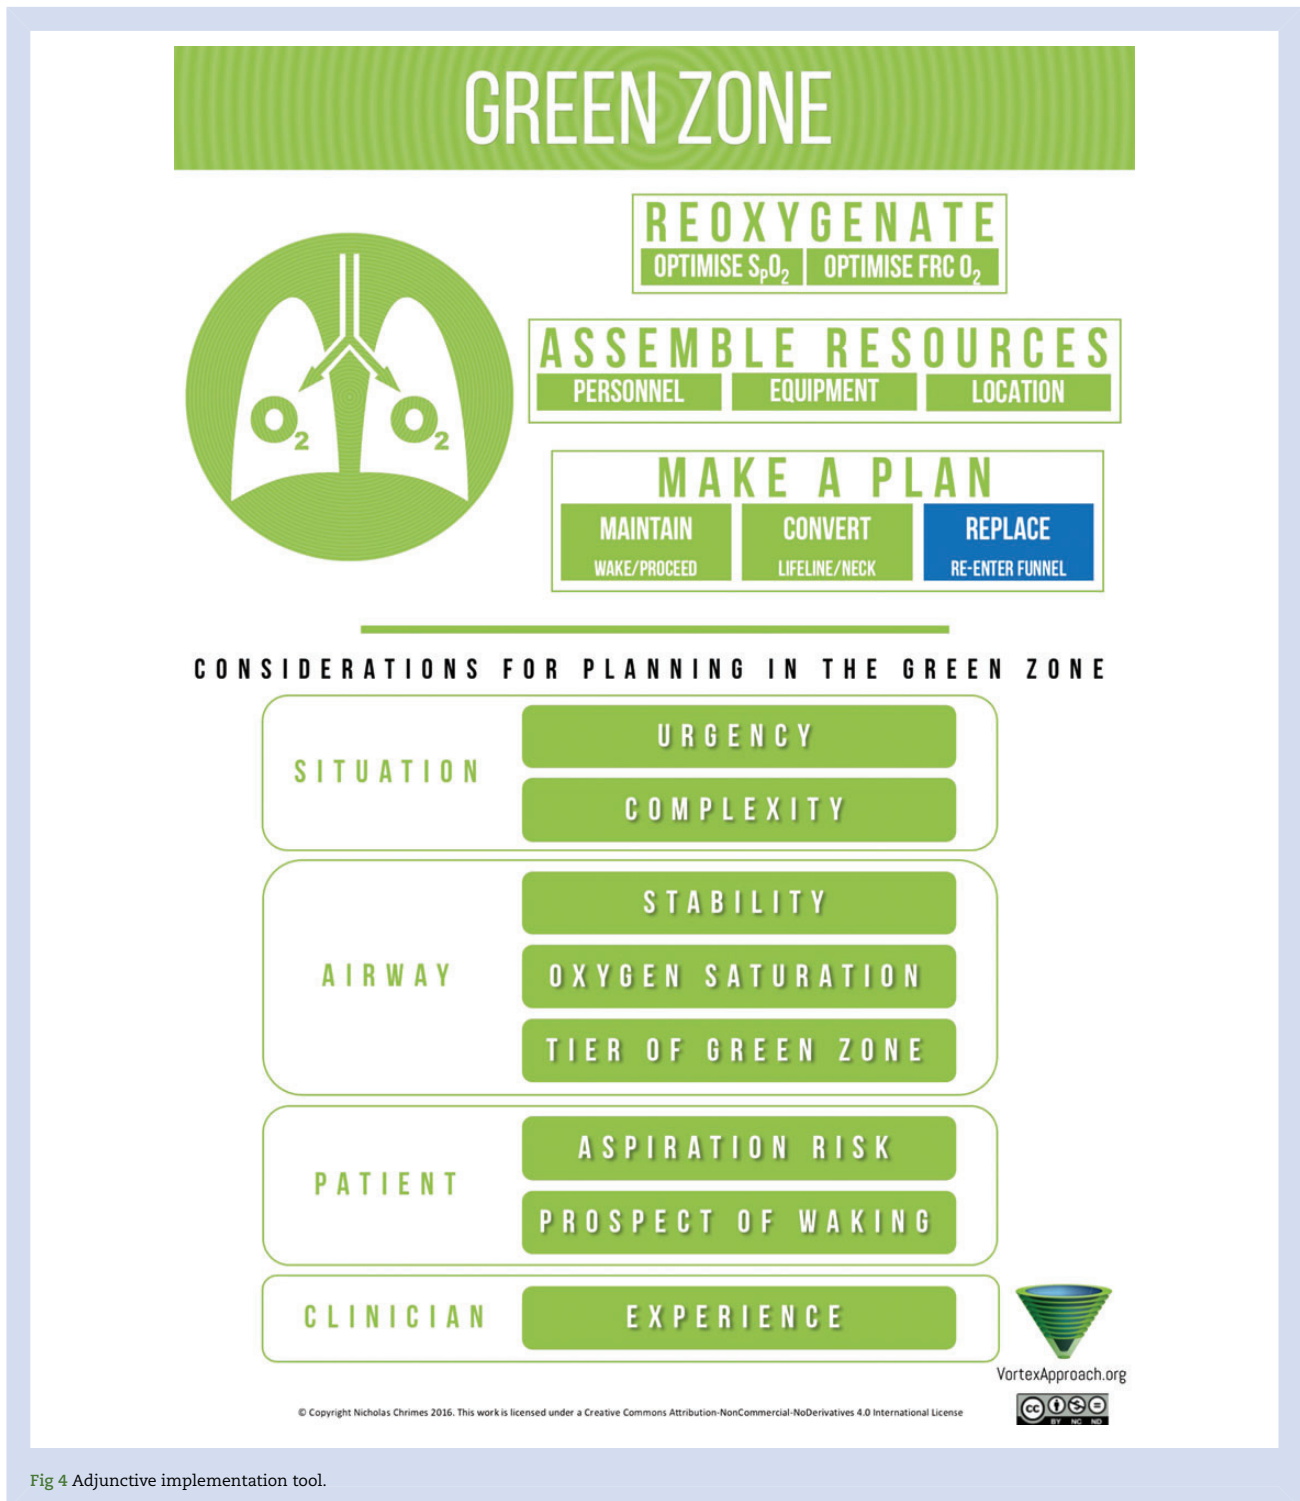 GREEN ZONE
REOXYGENATE
OPTIMISE SpO2 OPTIMISE FRC O2
O2 O2
ASSEMBLE RESOURCES
PERSONNEL EQUIPMENT LOCATION
MAKE A PLAN
MAINTAIN CONVERT REPLACE
WAKE/PROCEED LIFELINE/NECK RE-ENTER FUNNEL
CONSIDERATIONS FOR PLANNING IN THE GREEN ZONE
SITUATION
URGENCY
COMPLEXITY
AIRWAY
STABILITY
OXYGEN SATURATION
TIER OF GREEN ZONE
PATIENT
ASPIRATION RISK
PROSPECT OF WAKING
CLINICIAN
EXPERIENCE
VortexApproach.org
© Copyright Nicholas Chrimes 2016. This work is licensed under a Creative Commons Attribution-NonCommercial-NoDerivatives 4.0 International License
cc BY NC ND
Fig 4 Adjunctive implementation tool.